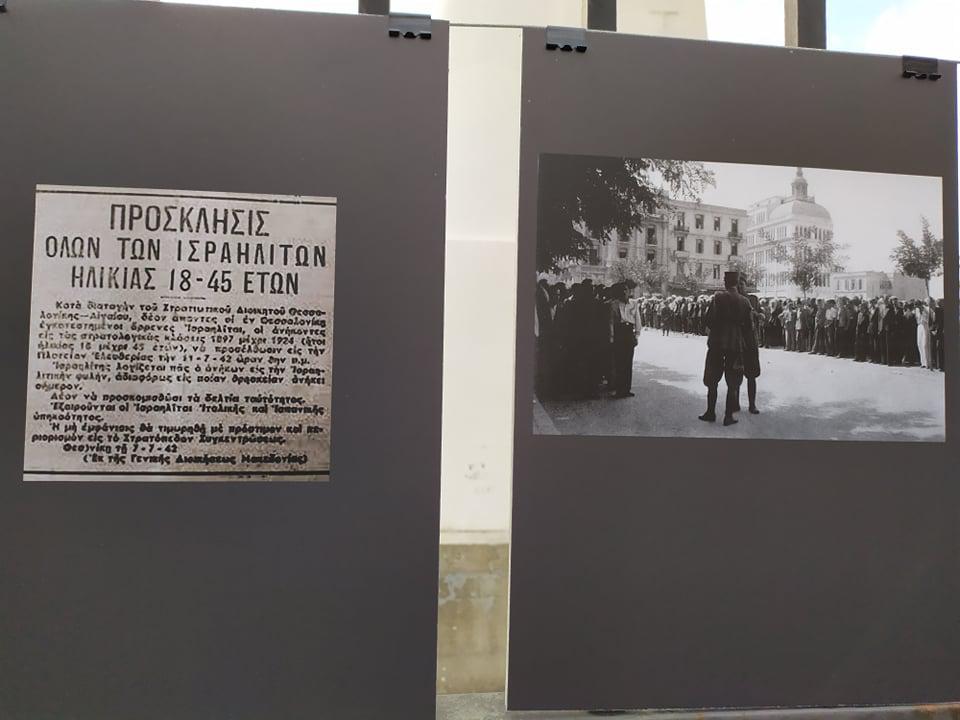 ΠΡΟΣΚΛΗΣΙΣ
ΟΛΩΝ ΤΩΝ ΙΣΡΑΗΛΙΤΩΝ
ΗΛΙΚΙΑΣ 18-45 ΕΤΩΝ
Κατὰ διαταγὴν τοῦ Στρατιωτικοῦ Διοικητοῦ Θεσσα-
λονίκης–Αἰγαίου, δέον ἅπαντες οἱ ἐν Θεσσαλονίκῃ
ἐγκατεστημένοι ἄρρενες Ἰσραηλῖται, οἱ ἀνήκοντες
εἰς τὰς στρατολογικὰς κλάσεις 1897 μέχρι 1924 (ἤτοι
ἡλικίας 18 μέχρι 45 ἐτῶν), νὰ προσέλθωσιν εἰς τὴν
Πλατεῖαν Ἐλευθερίας τὴν 11-7-42 ὥραν 8ην π.μ.
Ἰσραηλίτης λογίζεται πᾶς ὁ ἀνήκων εἰς τὴν Ἰσραη-
λιτικὴν φυλήν, ἀδιαφόρως εἰς ποίαν θρησκείαν ἀνήκει
σήμερον.
Δέον νὰ προσκομισθῶσι τὰ δελτία ταυτότητος.
Ἐξαιροῦνται οἱ Ἰσραηλῖται Ἰταλικῆς καὶ Ἰσπανικῆς
ὑπηκοότητος.
Ἡ μὴ ἐμφάνισις θὰ τιμωρηθῇ μὲ πρόστιμον καὶ πε-
ριορισμὸν εἰς τὸ Στρατόπεδον Συγκεντρώσεως.
Θεσ)νίκη τῇ 7-7-42
(Ἐκ τῆς Γενικῆς Διοικήσεως Μακεδονίας)